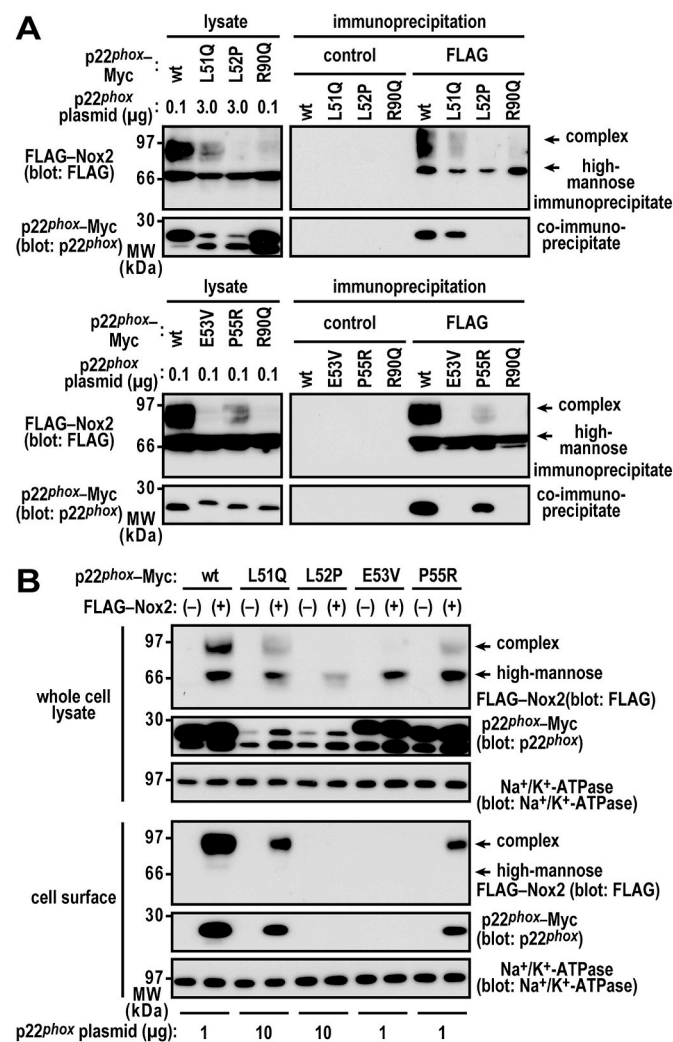 A
lysate
immunoprecipitation
p22phox–
Myc :
wt L51Q L52P R90Q
control
FLAG
wt L51Q L52P R90Q
wt L51Q L52P R90Q
p22phox
plasmid (µg) : 0.1 3.0 3.0 0.1
FLAG–Nox2
(blot: FLAG)
97
66
complex
high-
mannose
immunoprecipitate
p22phox–Myc
(blot: p22phox)
30
MW
(kDa)
co-immuno-
precipitate
lysate
immunoprecipitation
p22phox–
Myc :
wt E53V P55R R90Q
control
FLAG
wt E53V P55R R90Q
wt E53V P55R R90Q
p22phox
plasmid (µg) : 0.1 0.1 0.1 0.1
FLAG–Nox2
(blot: FLAG)
97
66
complex
high-
mannose
immunoprecipitate
p22phox–Myc
(blot: p22phox)
30
MW
(kDa)
co-immuno-
precipitate
B
p22phox–Myc: wt L51Q L52P E53V P55R
FLAG–Nox2: (–) (+) (–) (+) (–) (+) (–) (+) (–) (+)
whole cell
lysate
97
66
complex
high-mannose
FLAG–Nox2(blot: FLAG)
30
p22phox–Myc
(blot: p22phox)
97
Na+/K+-ATPase
(blot: Na+/K+-ATPase)
cell surface
97
66
complex
high-mannose
FLAG–Nox2 (blot: FLAG)
30
p22phox–Myc
(blot: p22phox)
97
MW
(kDa)
Na+/K+-ATPase
(blot: Na+/K+-ATPase)
p22phox plasmid (µg): 1 10 10 1 1